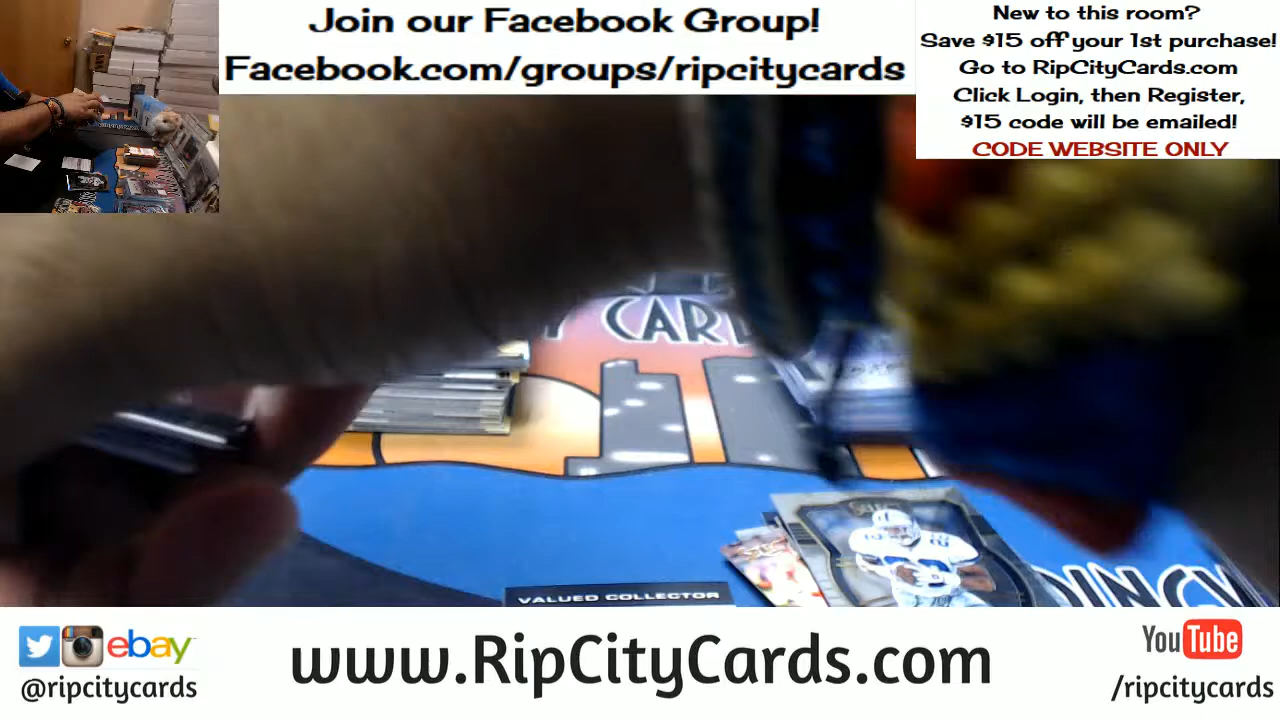 Join our Facebook Group!
Facebook.com/groups/ripcitycards
New to this room?
Save $15 off your 1st purchase!
Go to RipCityCards.com
Click Login, then Register,
$15 code will be emailed!
CODE WEBSITE ONLY
VALUED COLLECTOR
ebay
@ripcitycards
www.RipCityCards.com
YouTube
/ripcitycards